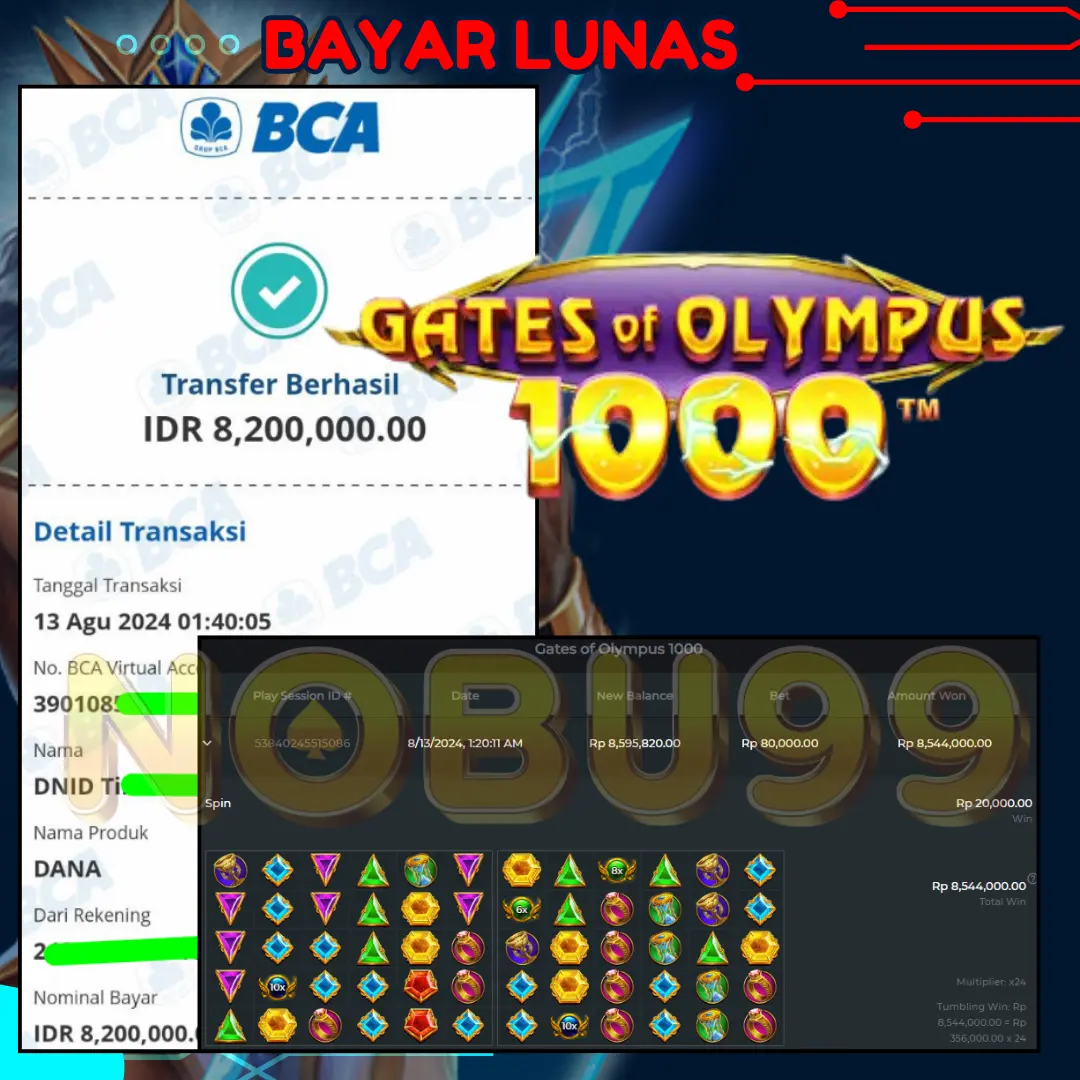 BAYAR LUNAS
BCA
GRUP BCA
Transfer Berhasil
IDR 8,200,000.00
GATES of OLYMPUS
1000™
Detail Transaksi
Tanggal Transaksi
13 Agu 2024 01:40:05
No. BCA Virtual Acc
390108
Nama
DNID Ti
Nama Produk
DANA
Dari Rekening
2
Nominal Bayar
IDR 8,200,000.
NOBU99
Gates of Olympus 1000
Play Session ID # Date New Balance Bet Amount Won
53840245515086 8/13/2024, 1:20:11 AM Rp 8,595,820.00 Rp 80,000.00 Rp 8,544,000.00
Spin Rp 20,000.00
Win
8x
6x
10x
10x
Rp 8,544,000.00
Total Win
Multiplier: x24
Tumbling Win: Rp
8,544,000.00 = Rp
356,000.00 x 24